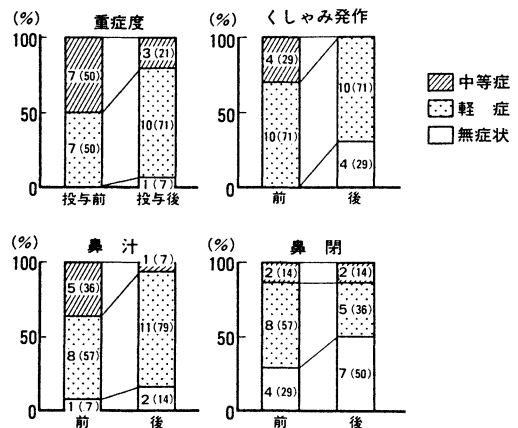 重症度
(%)
100
50
0
7(50)
7(50)
3(21)
10(71)
1(7)
投与前
投与後
くしゃみ発作
(%)
100
50
0
4(29)
10(71)
10(71)
4(29)
前
後
中等症
軽 症
無症状
鼻 汁
(%)
100
50
0
5(36)
8(57)
1(7)
1(7)
11(79)
2(14)
前
後
鼻 閉
(%)
100
50
0
2(14)
8(57)
4(29)
2(14)
5(36)
7(50)
前
後